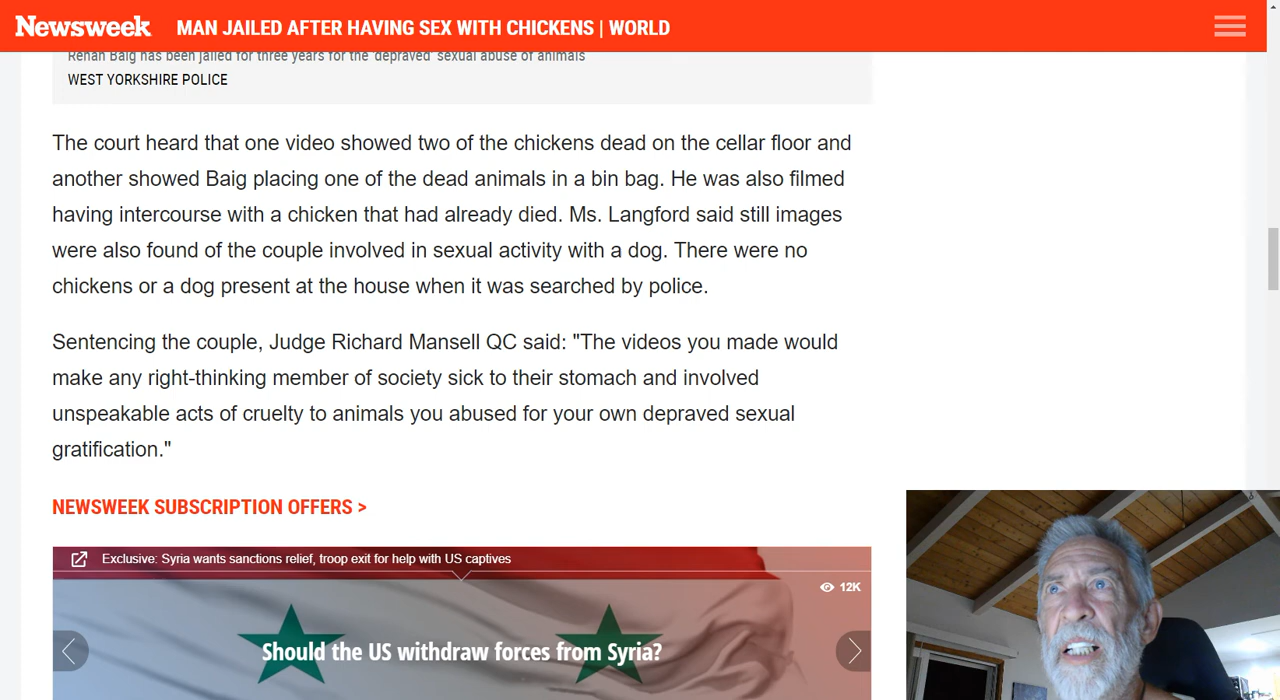 Newsweek MAN JAILED AFTER HAVING SEX WITH CHICKENS | WORLD
Rehan Baig has been jailed for three years for the 'depraved' sexual abuse of animals
WEST YORKSHIRE POLICE
The court heard that one video showed two of the chickens dead on the cellar floor and
another showed Baig placing one of the dead animals in a bin bag. He was also filmed
having intercourse with a chicken that had already died. Ms. Langford said still images
were also found of the couple involved in sexual activity with a dog. There were no
chickens or a dog present at the house when it was searched by police.
Sentencing the couple, Judge Richard Mansell QC said: "The videos you made would
make any right-thinking member of society sick to their stomach and involved
unspeakable acts of cruelty to animals you abused for your own depraved sexual
gratification."
NEWSWEEK SUBSCRIPTION OFFERS >
Exclusive: Syria wants sanctions relief, troop exit for help with US captives
12K
Should the US withdraw forces from Syria?